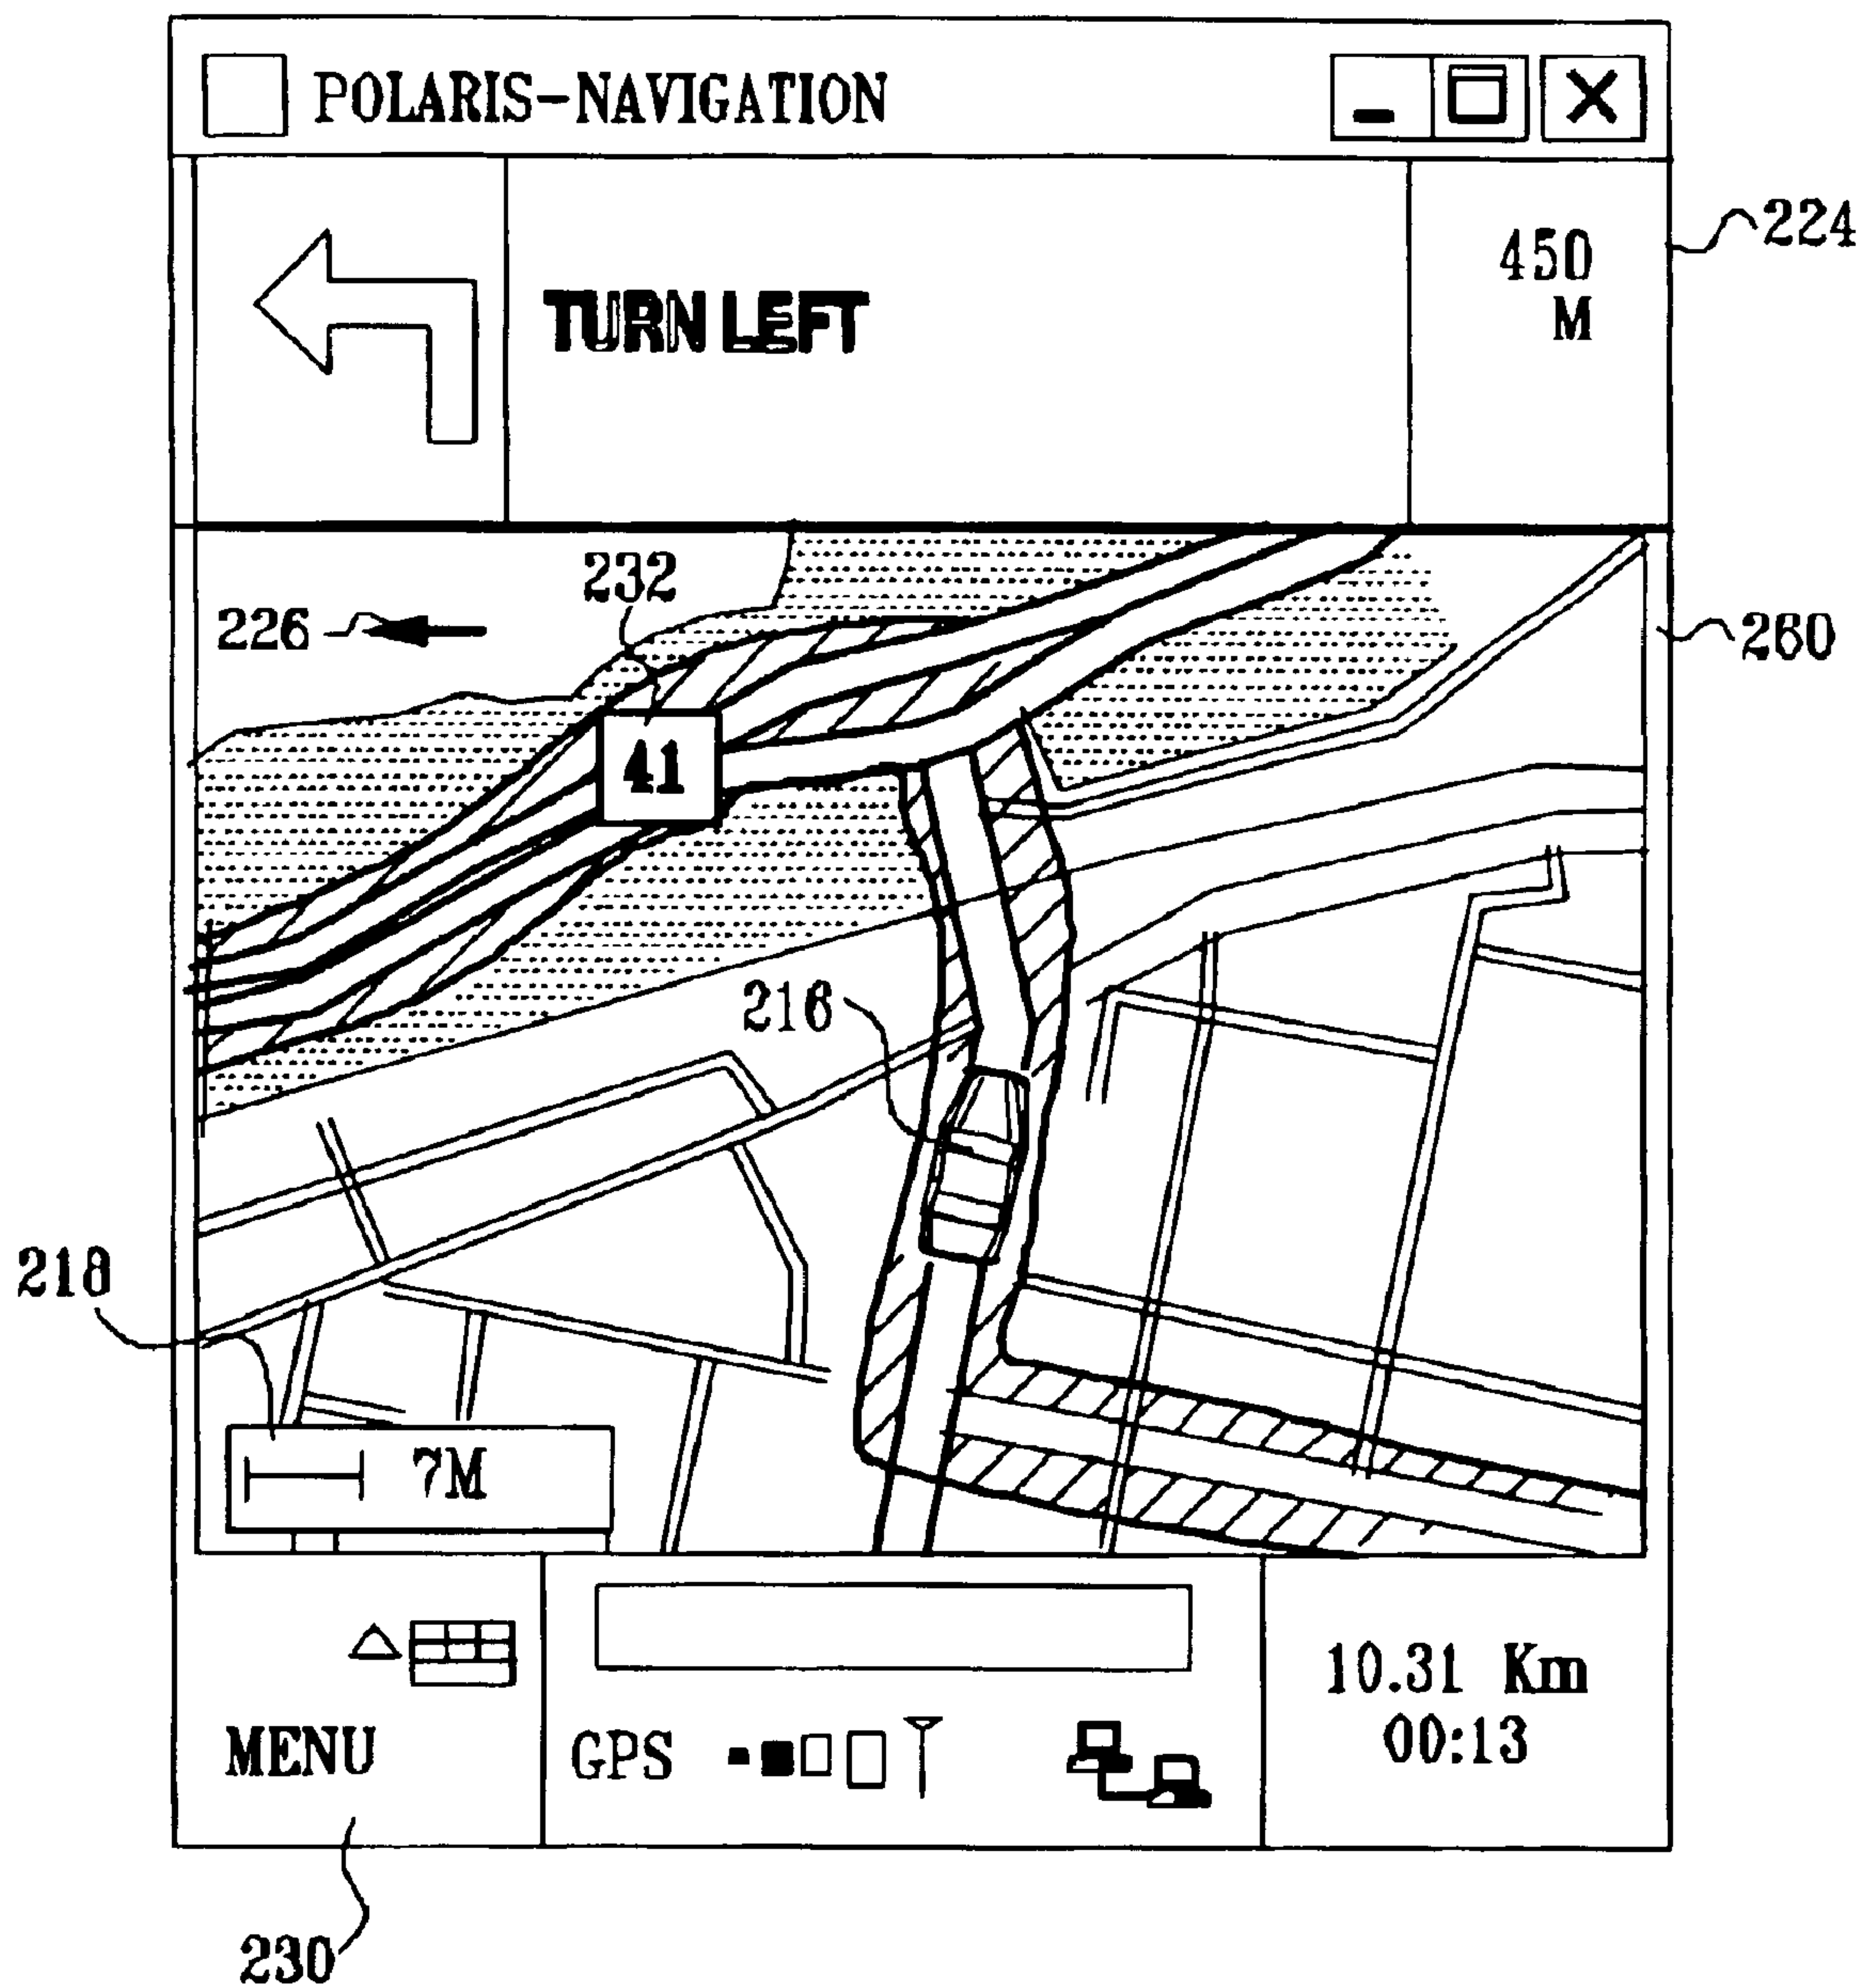 POLARIS-NAVIGATION
224
450
M
TURN LEFT
232
226
260
41
216
218
7M
10.31 Km
MENU
GPS
00:13
230